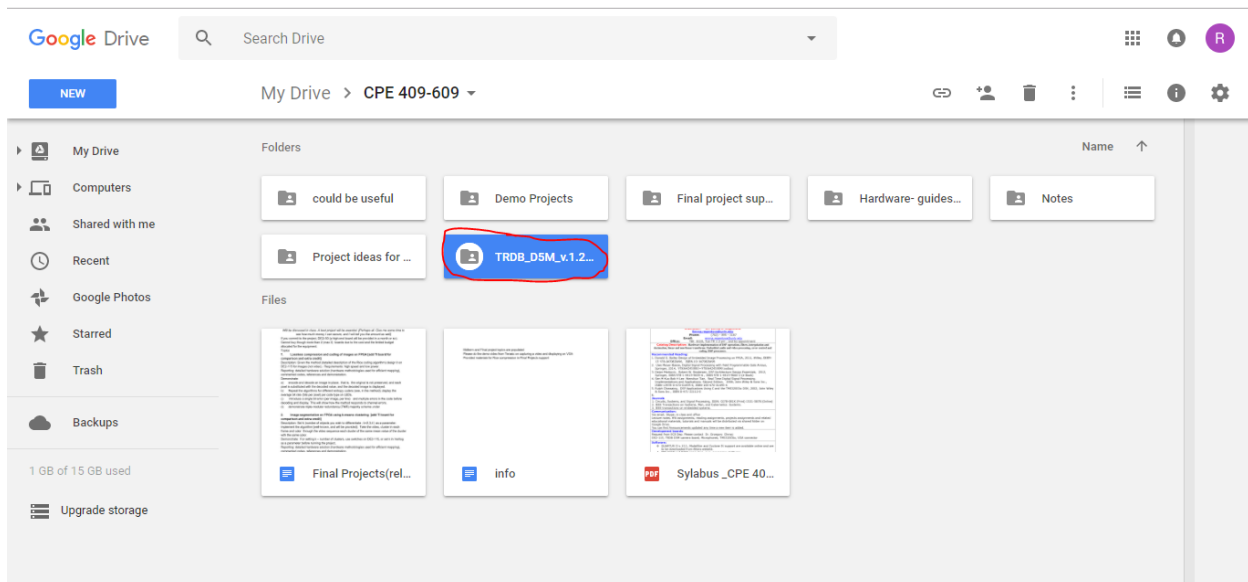 Google Drive
Search Drive
R
NEW
My Drive > CPE 409-609
My Drive
Computers
Shared with me
Recent
Google Photos
Starred
Trash
Backups
1 GB of 15 GB used
Upgrade storage
Folders
Name
could be useful
Demo Projects
Final project sup...
Hardware- guides...
Notes
Project ideas for ...
TRDB_D5M_v.1.2...
Files
Final Projects(rel...
info
PDF
Sylabus _CPE 40...